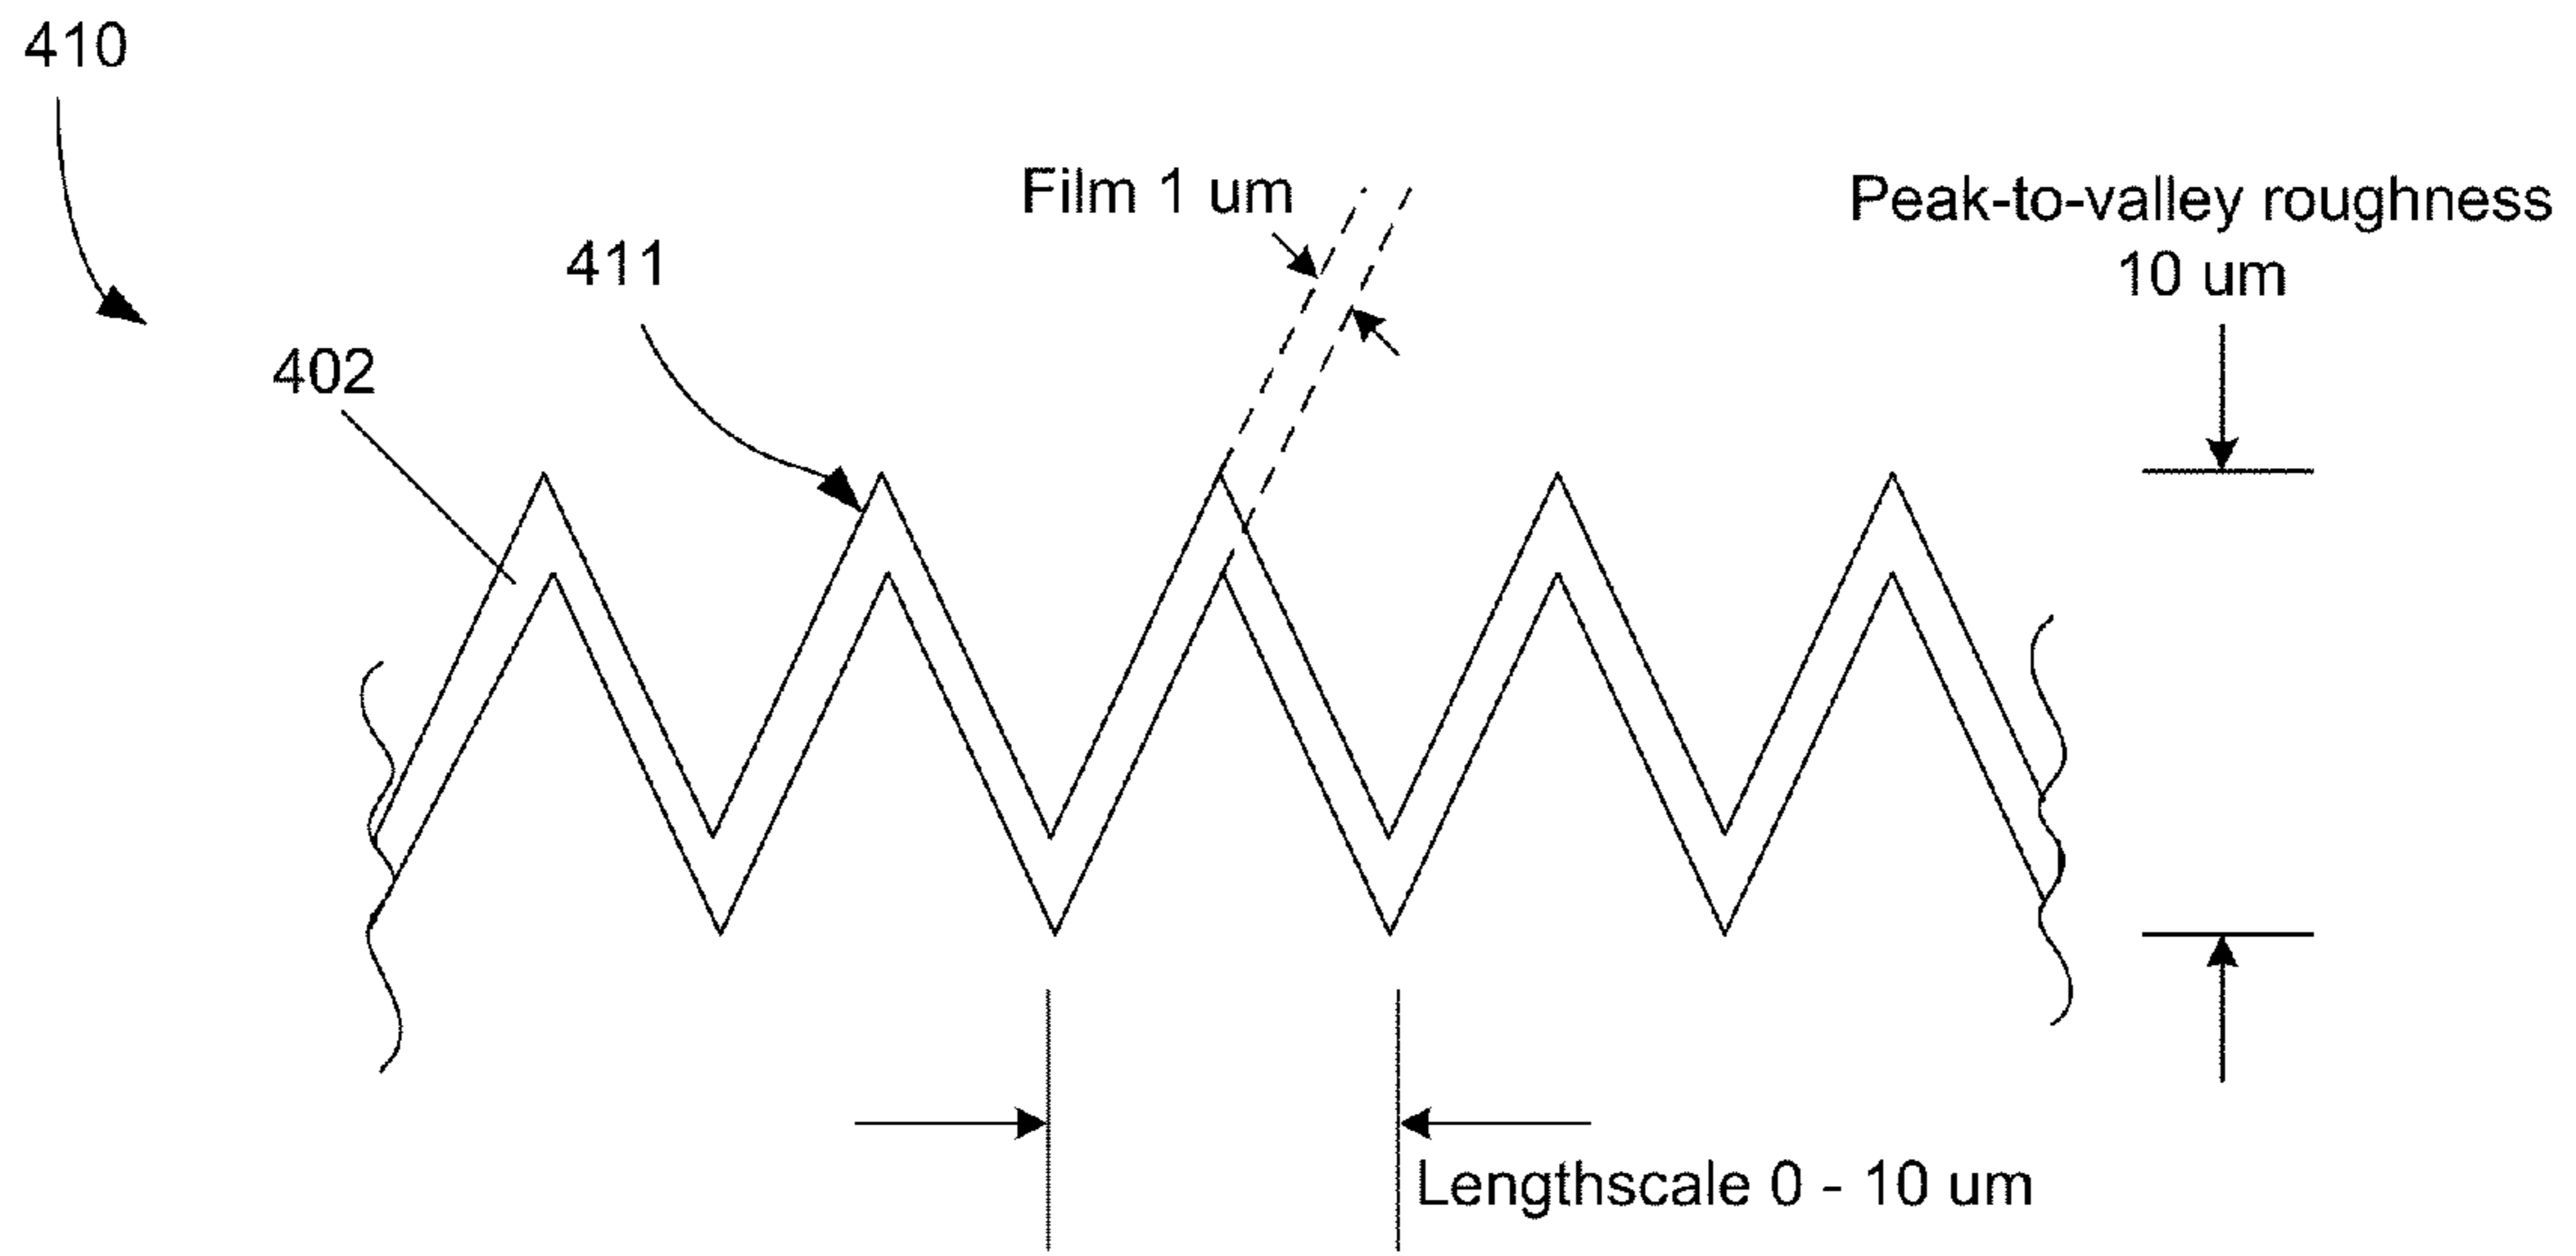 410
Film 1 um
Peak-to-valley roughness
10 um
411
402
Lengthscale 0 - 10 um